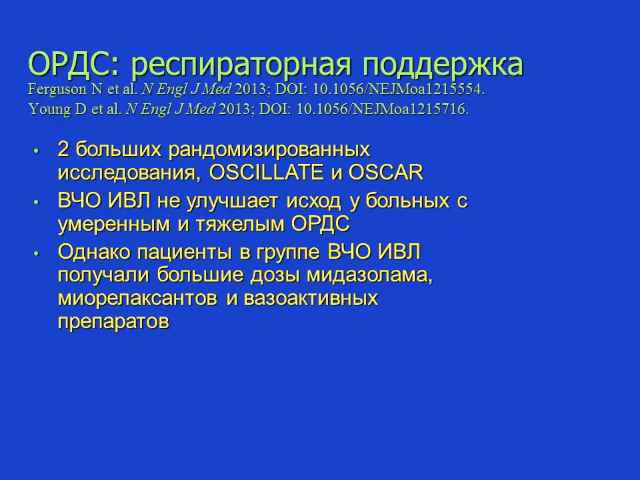 ОРДС: респираторная поддержка
Ferguson N et al. N Engl J Med 2013; DOI: 10.1056/NEJMoa1215554.
Young D et al. N Engl J Med 2013; DOI: 10.1056/NEJMoa1215716.
• 2 больших рандомизированных
исследования, OSCILLATE и OSCAR
• ВЧО ИВЛ не улучшает исход у больных с
умеренным и тяжелым ОРДС
• Однако пациенты в группе ВЧО ИВЛ
получали большие дозы мидазолама,
миорелаксантов и вазоактивных
препаратов